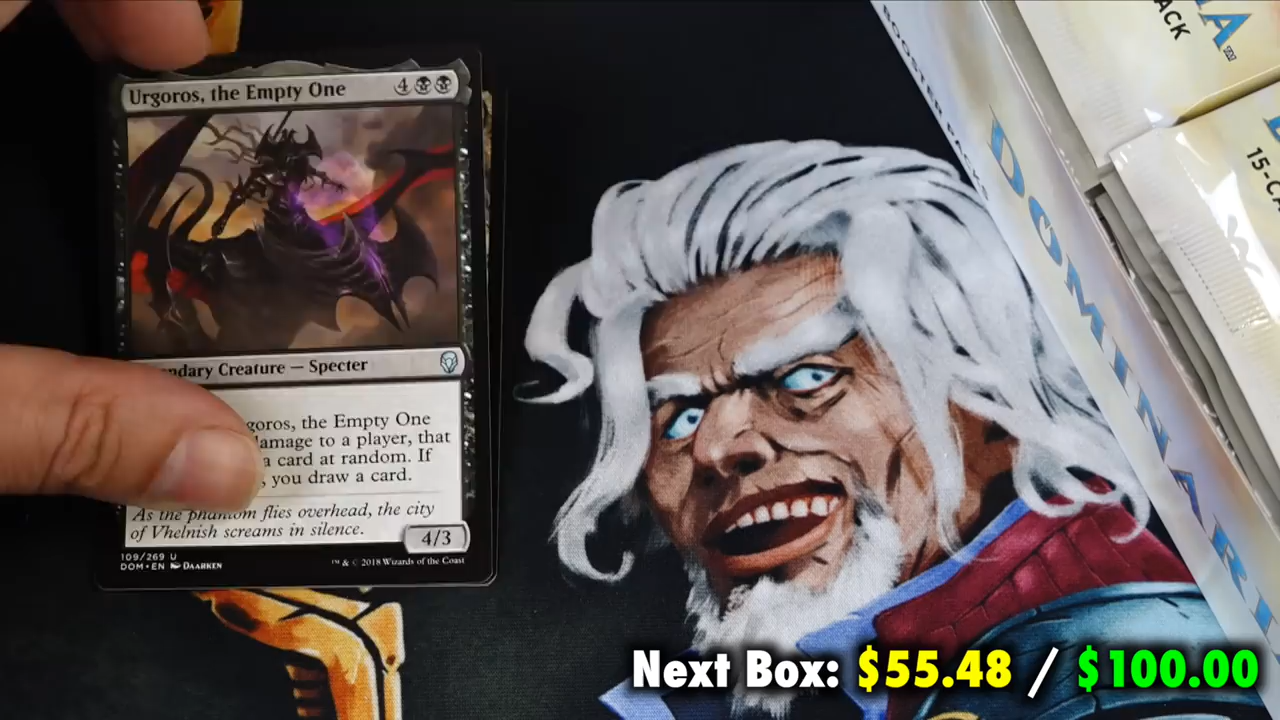 Urgoros, the Empty One 4
ndary Creature — Specter
goros, the Empty One
damage to a player, that
a card at random. If
, you draw a card.
As the phantom flies overhead, the city
of Vhelnish screams in silence.
4/3
109/269 U
DOM • EN DAARKEN
™ & © 2018 Wizards of the Coast
BOOSTER PACKS
DOMINARI
ACK
15-CA
Next Box: $55.48 / $100.00